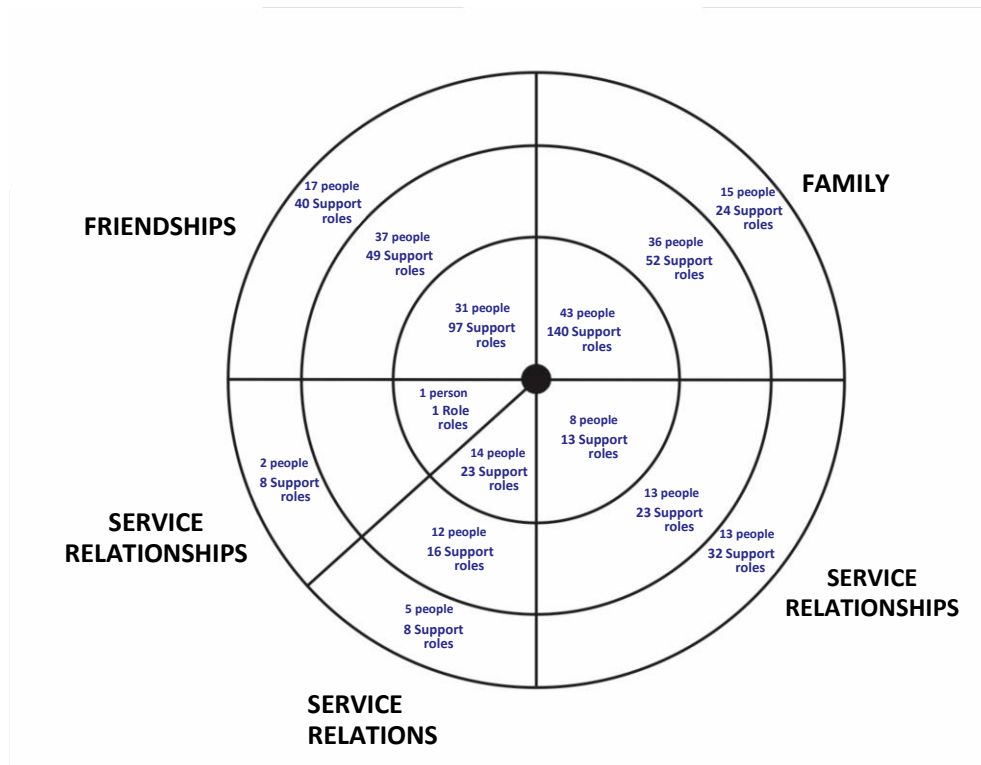 FAMILY
FRIENDSHIPS
17 people
40 Support
roles
15 people
24 Support
roles
37 people
49 Support
roles
36 people
52 Support
roles
31 people
97 Support
roles
43 people
140 Support
roles
1 person
1 Role
roles
8 people
13 Support
roles
14 people
23 Support
roles
2 people
8 Support
roles
13 people
23 Support
roles
12 people
16 Support
roles
13 people
32 Support
roles
SERVICE
RELATIONSHIPS
SERVICE
RELATIONSHIPS
5 people
8 Support
roles
SERVICE
RELATIONS